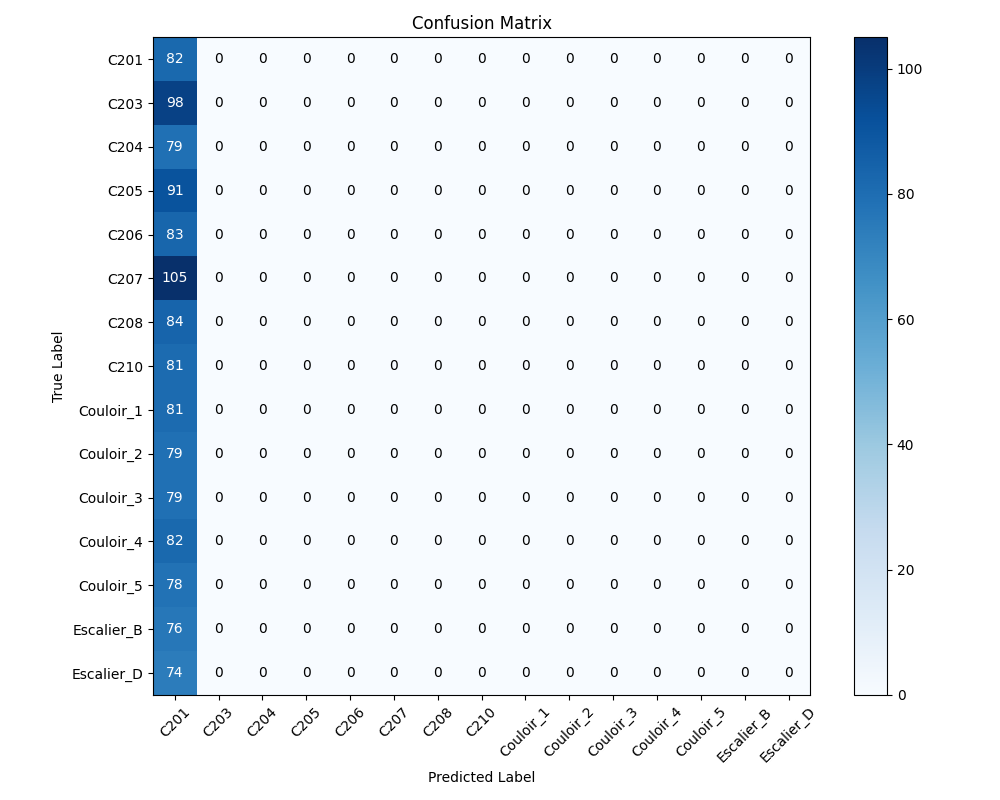 Confusion Matrix
C201 82 0 0 0 0 0 0 0 0 0 0 0 0 0 0
C203 98 0 0 0 0 0 0 0 0 0 0 0 0 0 0
C204 79 0 0 0 0 0 0 0 0 0 0 0 0 0 0
C205 91 0 0 0 0 0 0 0 0 0 0 0 0 0 0
C206 83 0 0 0 0 0 0 0 0 0 0 0 0 0 0
C207 105 0 0 0 0 0 0 0 0 0 0 0 0 0 0
C208 84 0 0 0 0 0 0 0 0 0 0 0 0 0 0
C210 81 0 0 0 0 0 0 0 0 0 0 0 0 0 0
Couloir_1 81 0 0 0 0 0 0 0 0 0 0 0 0 0 0
Couloir_2 79 0 0 0 0 0 0 0 0 0 0 0 0 0 0
Couloir_3 79 0 0 0 0 0 0 0 0 0 0 0 0 0 0
Couloir_4 82 0 0 0 0 0 0 0 0 0 0 0 0 0 0
Couloir_5 78 0 0 0 0 0 0 0 0 0 0 0 0 0 0
Escalier_B 76 0 0 0 0 0 0 0 0 0 0 0 0 0 0
Escalier_D 74 0 0 0 0 0 0 0 0 0 0 0 0 0 0
True Label
C201 C203 C204 C205 C206 C207 C208 C210 Couloir_1 Couloir_2 Couloir_3 Couloir_4 Couloir_5 Escalier_B Escalier_D
Predicted Label
100
80
60
40
20
0